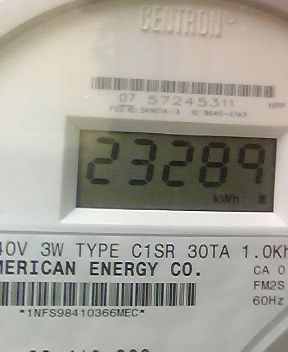 CENTRON®
07 57245311
23289
kWh
40V 3W TYPE C1SR 30TA 1.0Kh
MERICAN ENERGY CO.
CA 0
FM2S
60Hz
*1NFS98410366MEC*